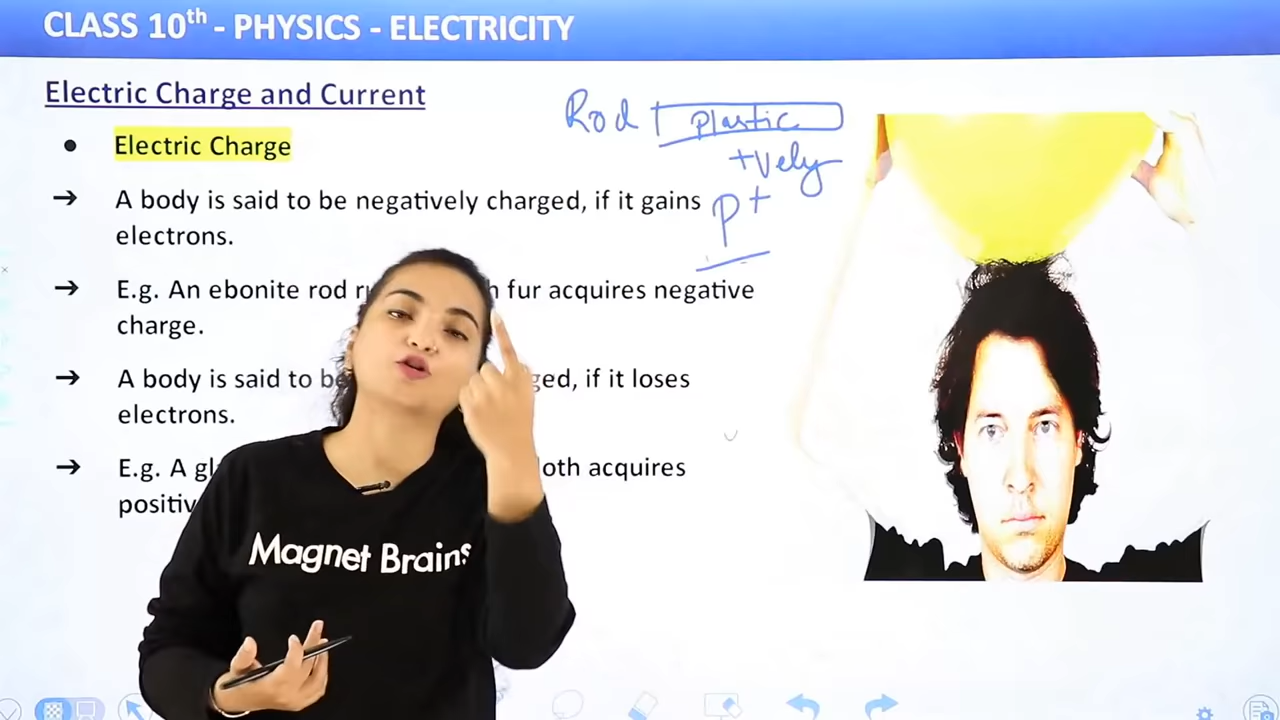 CLASS 10th - PHYSICS - ELECTRICITY
Electric Charge and Current
Rod plastic
+vely
P+
• Electric Charge
→ A body is said to be negatively charged, if it gains
electrons.
→ E.g. An ebonite rod fur acquires negative
charge.
→ A body is said to if it loses
electrons.
→ E.g. A acquires
Magnet Brains